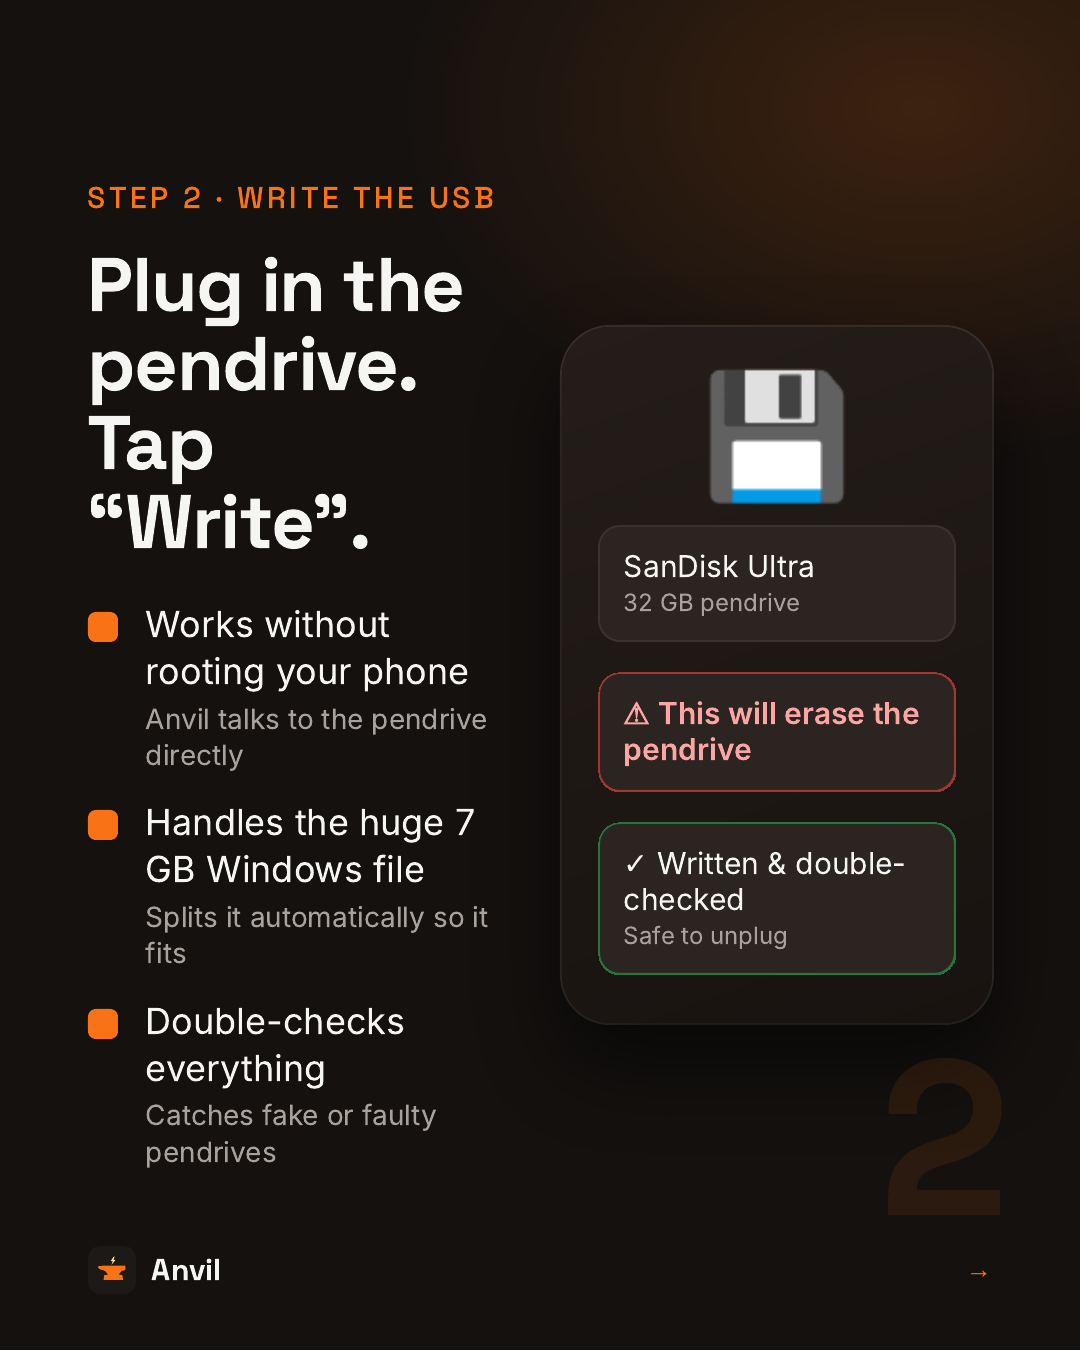 STEP 2 · WRITE THE USB
Plug in the
pendrive.
Tap
“Write”.
Works without
rooting your phone
Anvil talks to the pendrive
directly
Handles the huge 7
GB Windows file
Splits it automatically so it
fits
Double-checks
everything
Catches fake or faulty
pendrives
SanDisk Ultra
32 GB pendrive
⚠ This will erase the
pendrive
✓ Written & double-
checked
Safe to unplug
2
Anvil
→